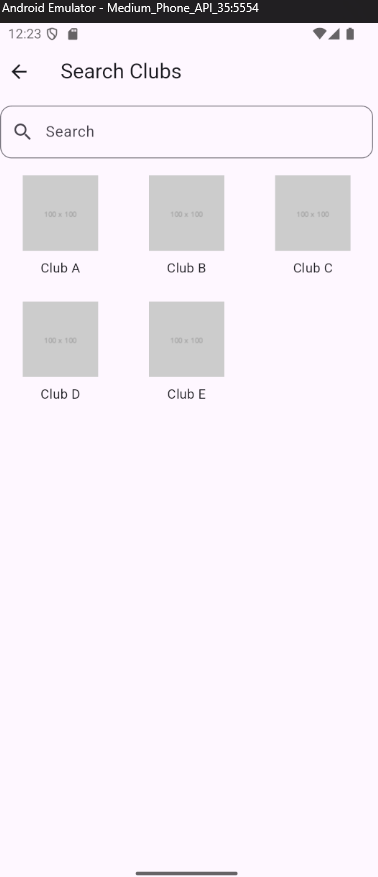 Android Emulator - Medium_Phone_API_35:5554
12:23
Search Clubs
Search
100 x 100 100 x 100 100 x 100
Club A Club B Club C
100 x 100 100 x 100
Club D Club E